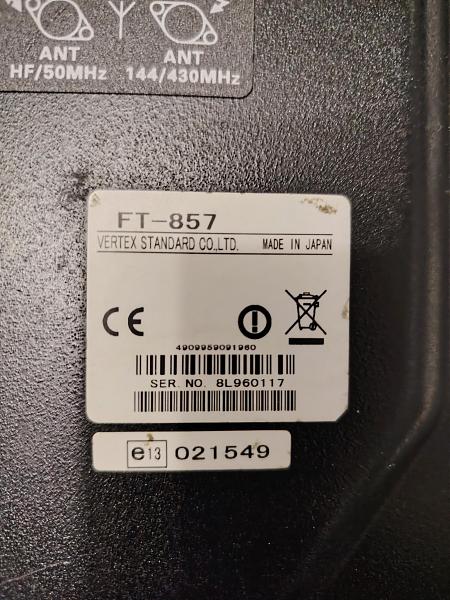 ANT ANT
HF/50MHz 144/430MHz
FT-857
VERTEX STANDARD CO.,LTD. MADE IN JAPAN
CE
4909959091960
SER. NO. 8L960117
e13 021549